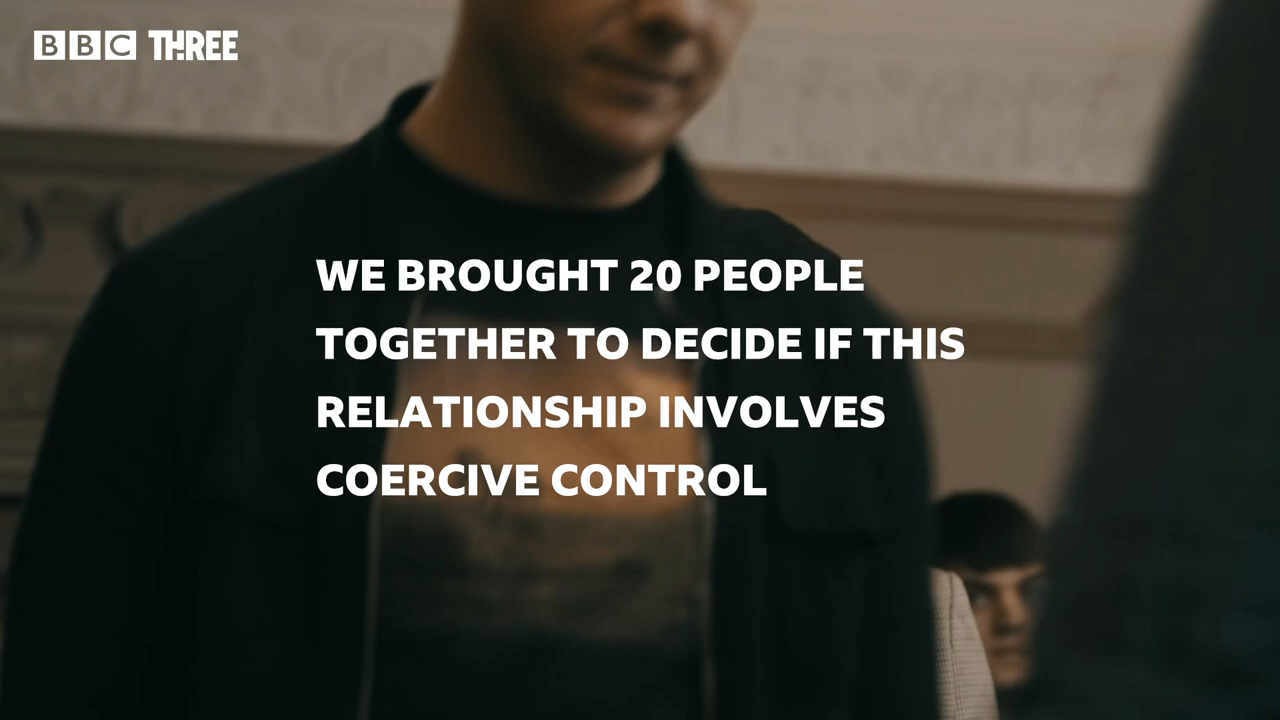 BBC THREE
WE BROUGHT 20 PEOPLE
TOGETHER TO DECIDE IF THIS
RELATIONSHIP INVOLVES
COERCIVE CONTROL